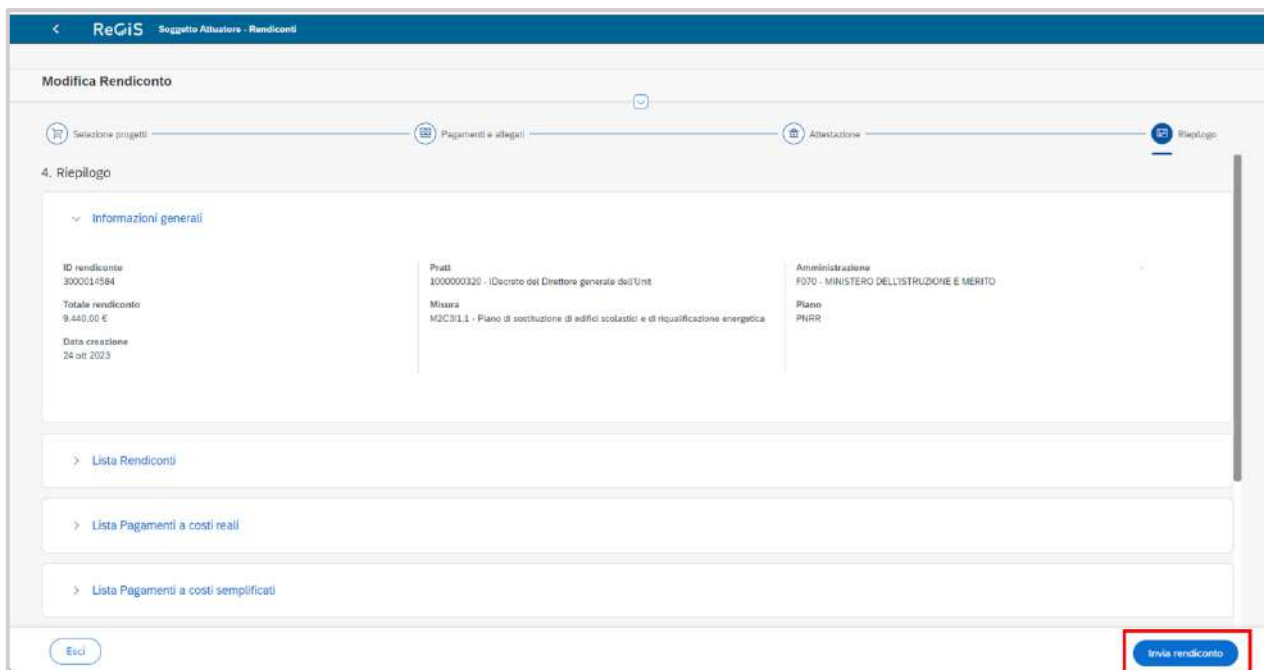 ReGiS Soggetto Attuatore - Rendiconti
Modifica Rendiconto
Selezione progetti Pagamenti e allegati Attestazione Riepilogo
4. Riepilogo
Informazioni generali
ID rendiconto Pratt Amministrazione
3000014584 1000000320 - IDecreto del Direttore generale dell'Unit F070 - MINISTERO DELL'ISTRUZIONE E MERITO
Totale rendiconto Misura Piano
9.440,00 € M2C3I1.1 - Piano di sostituzione di edifici scolastici e di riqualificazione energetica PNRR
Data creazione
24 ott 2023
Lista Rendiconti
Lista Pagamenti a costi reali
Lista Pagamenti a costi semplificati
Esci Invia rendiconto